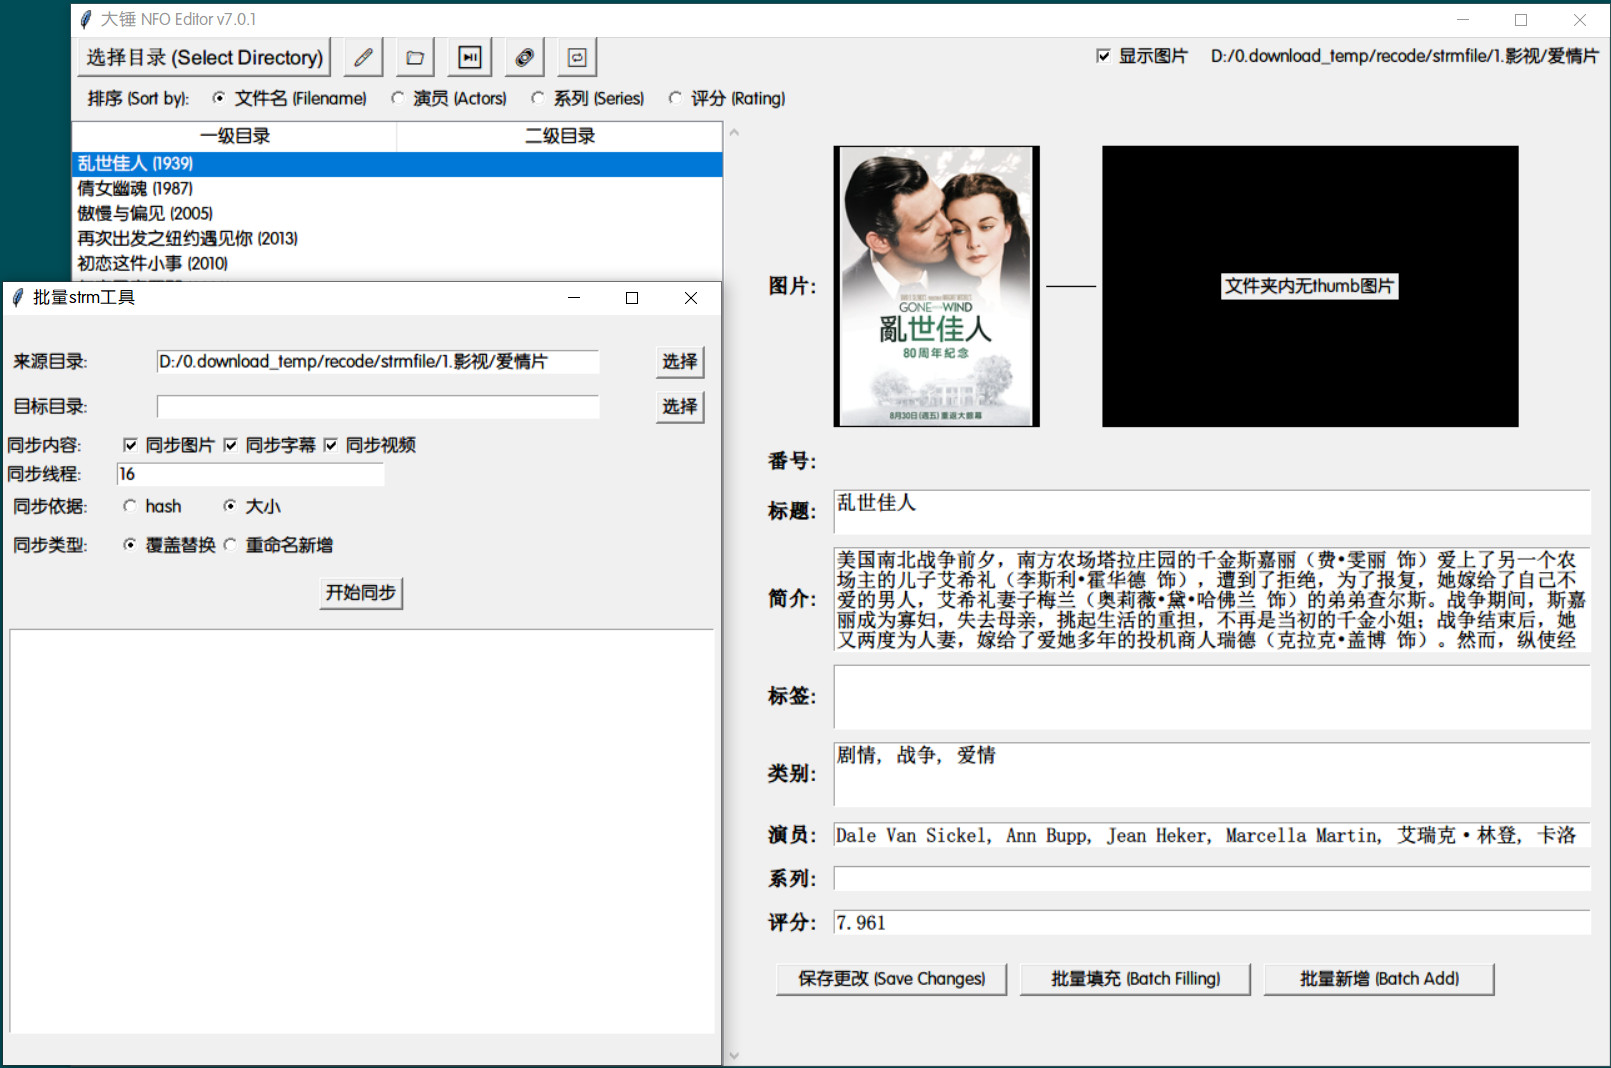 大锤 NFO Editor v7.0.1
选择目录 (Select Directory)
显示图片 D:/0.download_temp/recode/strmfile/1.影视/爱情片
排序 (Sort by): 文件名 (Filename) 演员 (Actors) 系列 (Series) 评分 (Rating)
一级目录 二级目录
乱世佳人 (1939)
倩女幽魂 (1987)
傲慢与偏见 (2005)
再次出发之纽约遇见你 (2013)
初恋这件小事 (2010)
批量strm工具
来源目录: D:/0.download_temp/recode/strmfile/1.影视/爱情片 选择
目标目录: 选择
同步内容: 同步图片 同步字幕 同步视频
同步线程: 16
同步依据: hash 大小
同步类型: 覆盖替换 重命名新增
开始同步
图片:
GONE WIND
亂世佳人
80周年紀念
8月30日(週五)重返大銀幕
文件夹内无thumb图片
番号:
标题: 乱世佳人
简介:
美国南北战争前夕，南方农场塔拉庄园的千金斯嘉丽（费•雯丽 饰）爱上了另一个农
场主的儿子艾希礼（李斯利•霍华德 饰），遭到了拒绝，为了报复，她嫁给了自己不
爱的男人，艾希礼妻子梅兰（奥莉薇•黛•哈佛兰 饰）的弟弟查尔斯。战争期间，斯嘉
丽成为寡妇，失去母亲，挑起生活的重担，不再是当初的千金小姐；战争结束后，她
又两度为人妻，嫁给了爱她多年的投机商人瑞德（克拉克•盖博 饰）。然而，纵使经
标签:
类别: 剧情, 战争, 爱情
演员: Dale Van Sickel, Ann Bupp, Jean Heker, Marcella Martin, 艾瑞克·林登, 卡洛
系列:
评分: 7.961
保存更改 (Save Changes) 批量填充 (Batch Filling) 批量新增 (Batch Add)